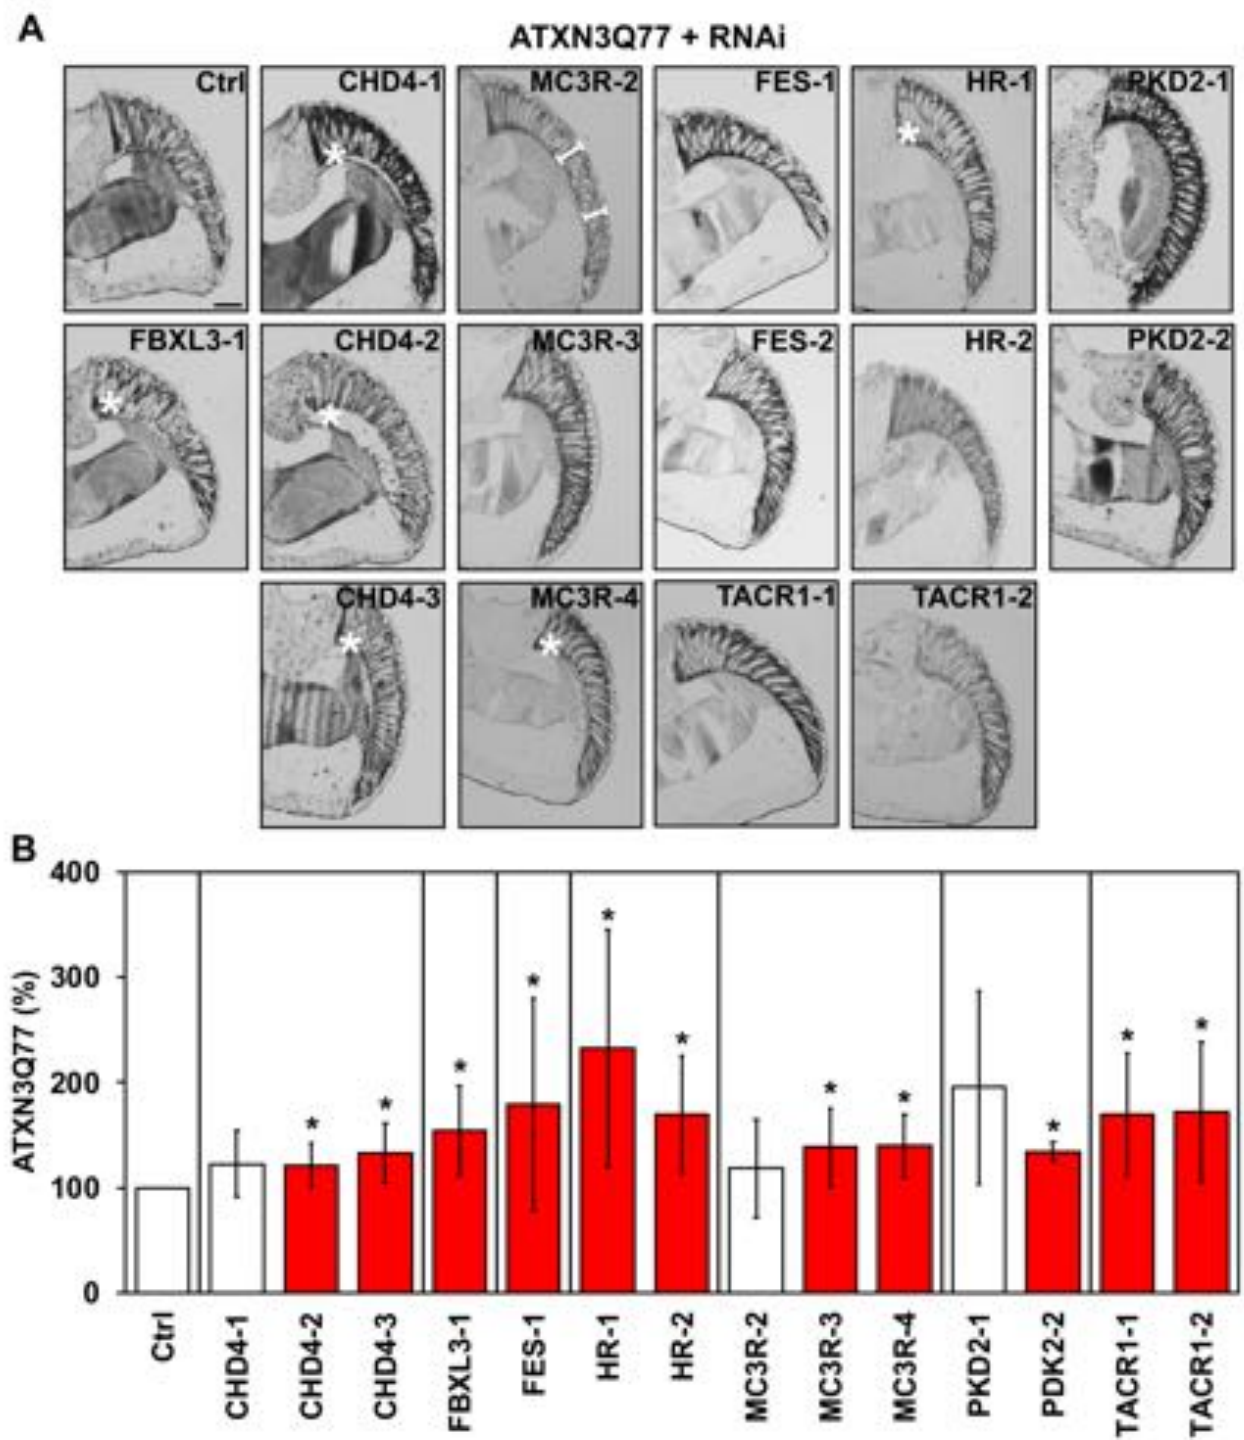 A
ATXN3Q77 + RNAi
Ctrl CHD4-1 MC3R-2 FES-1 HR-1 PKD2-1
*
*
FBXL3-1 CHD4-2 MC3R-3 FES-2 HR-2 PKD2-2
*
*
CHD4-3 MC3R-4 TACR1-1 TACR1-2
*
*
B
ATXN3Q77 (%)
400
300
200
100
0
*
*
*
*
*
*
*
*
*
*
*
*
Ctrl
CHD4-1
CHD4-2
CHD4-3
FBXL3-1
FES-1
HR-1
HR-2
MC3R-2
MC3R-3
MC3R-4
PKD2-1
PDK2-2
TACR1-1
TACR1-2